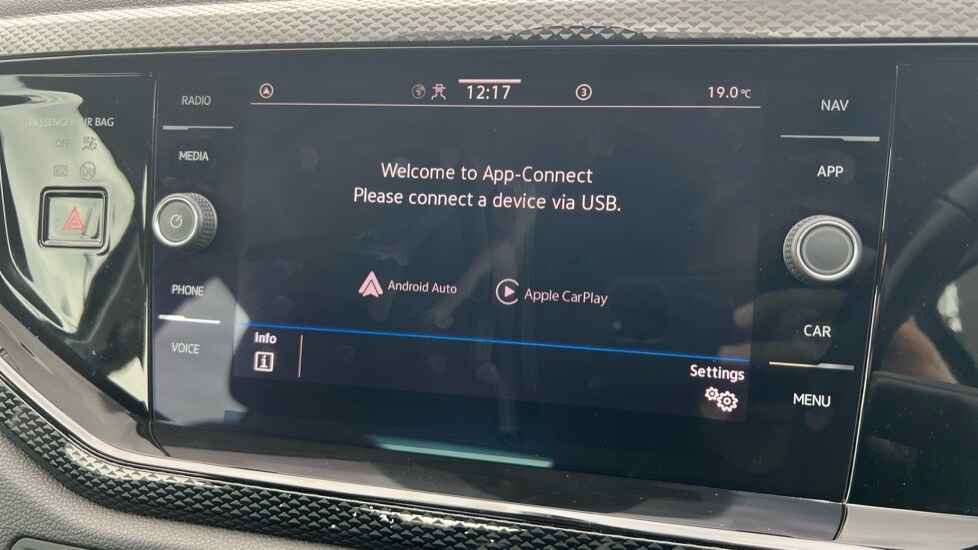 PASSENGER AIR BAG
OFF
RADIO
MEDIA
PHONE
VOICE
12:17
3
19.0°C
Welcome to App-Connect
Please connect a device via USB.
Android Auto
Apple CarPlay
Info
i
Settings
NAV
APP
CAR
MENU